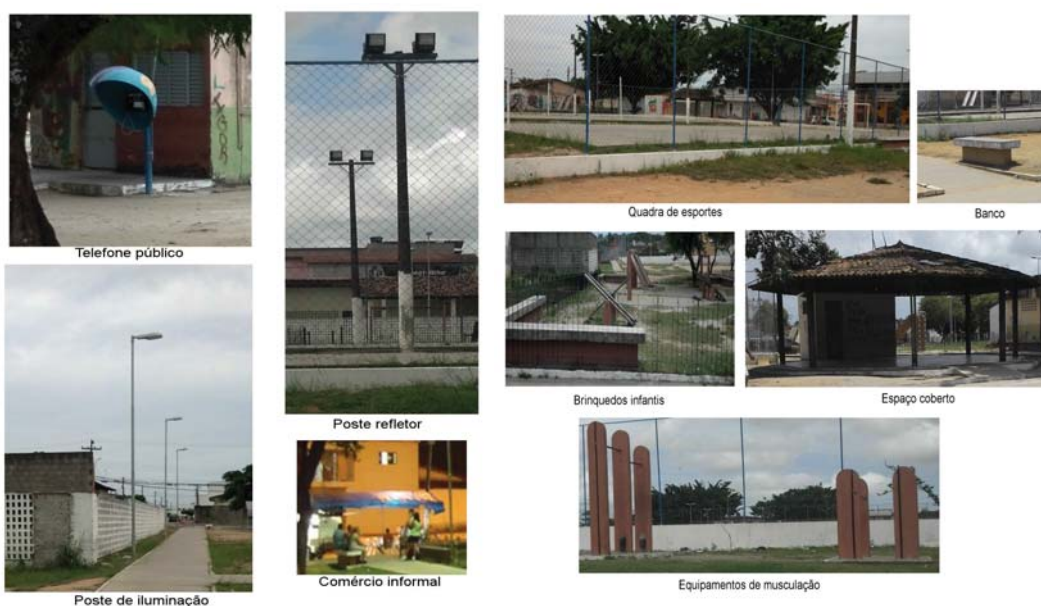 Telefone público
Poste refletor
Quadra de esportes
Banco
Brinquedos infantis
Espaço coberto
Poste de iluminação
Comércio informal
Equipamentos de musculação